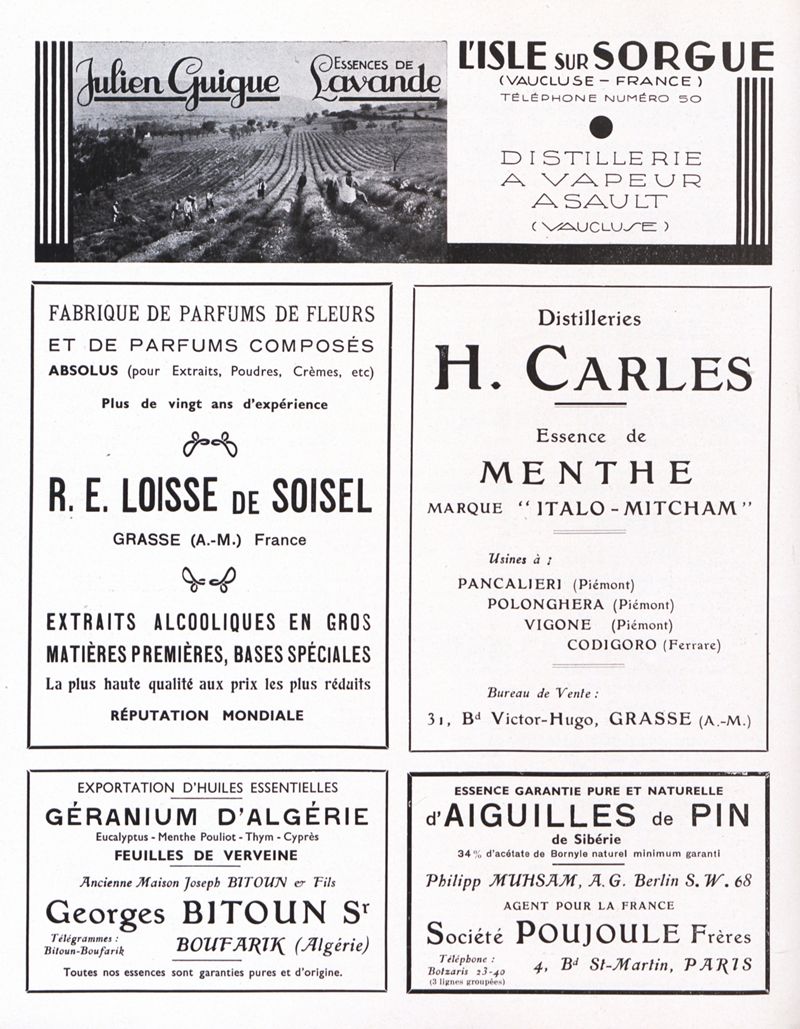 Julien Guigue
ESSENCES DE
Lavande
L'ISLE SUR SORGUE
(VAUCLUSE – FRANCE)
TÉLÉPHONE NUMÉRO 50
DISTILLERIE
A VAPEUR
A SAULT
(VAUCLUSE)
FABRIQUE DE PARFUMS DE FLEURS
ET DE PARFUMS COMPOSÉS
ABSOLUS (pour Extraits, Poudres, Crèmes, etc)
Plus de vingt ans d'expérience
R. E. LOISSE DE SOISEL
GRASSE (A.-M.) France
EXTRAITS ALCOOLIQUES EN GROS
MATIÈRES PREMIÈRES, BASES SPÉCIALES
La plus haute qualité aux prix les plus réduits
RÉPUTATION MONDIALE
Distilleries
H. CARLES
Essence de
MENTHE
MARQUE "ITALO-MITCHAM"
Usines à :
PANCALIERI (Piémont)
POLONGHERA (Piémont)
VIGONE (Piémont)
CODIGORO (Ferrare)
Bureau de Vente :
31, Bd Victor-Hugo, GRASSE (A.-M.)
EXPORTATION D'HUILES ESSENTIELLES
GÉRANIUM D'ALGÉRIE
Eucalyptus - Menthe Pouliot - Thym - Cyprès
FEUILLES DE VERVEINE
Ancienne Maison Joseph BITOUN & Fils
Georges BITOUN Sr
Télégrammes :
Bitoun-Boufarik
BOUFARIK (Algérie)
Toutes nos essences sont garanties pures et d'origine.
ESSENCE GARANTIE PURE ET NATURELLE
d'AIGUILLES de PIN
de Sibérie
34 % d'acétate de Bornyle naturel minimum garanti
Philipp MUHSAM, A.G. Berlin S.W. 68
AGENT POUR LA FRANCE
Société POUJOULE Frères
Téléphone :
Botzaris 23-40
(3 lignes groupées)
4, Bd St-Martin, PARIS